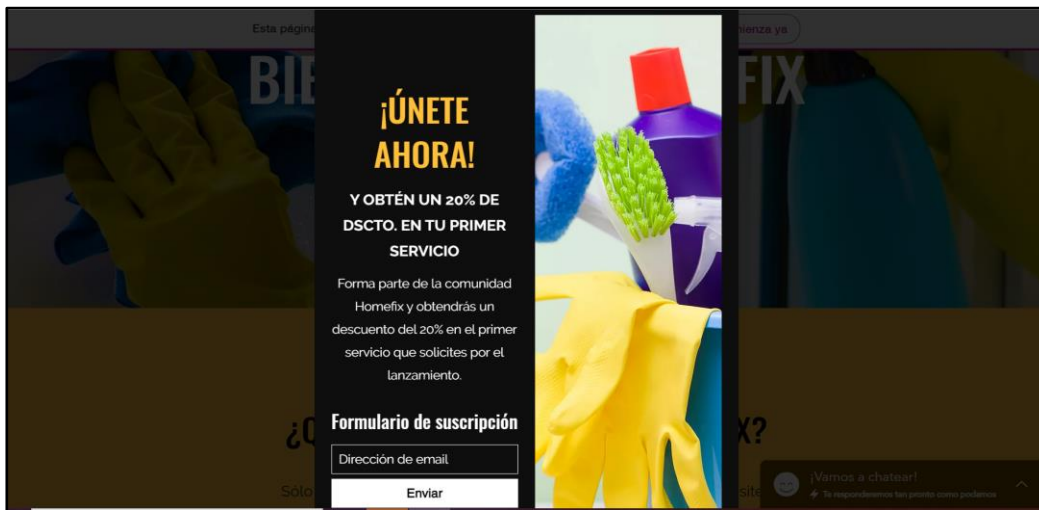 Esta página
ienza ya
BIE
FIX
¡ÚNETE
AHORA!
Y OBTÉN UN 20% DE
DSCTO. EN TU PRIMER
SERVICIO
Forma parte de la comunidad
Homefix y obtendrás un
descuento del 20% en el primer
servicio que solicites por el
lanzamiento.
Formulario de suscripción
Dirección de email
Enviar
¿Q
X?
Sólo
site
¡Vamos a chatear!
Te responderemos tan pronto como podamos